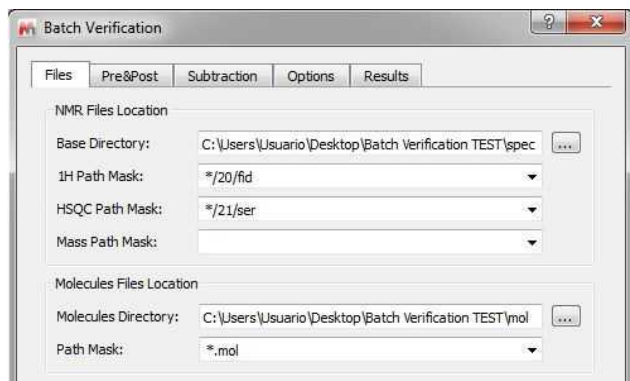 Batch Verification
Files Pre&Post Subtraction Options Results
NMR Files Location
Base Directory: C:\Users\Usuario\Desktop\Batch Verification TEST\spec ...
1H Path Mask: */20/fid
HSQC Path Mask: */21/ser
Mass Path Mask:
Molecules Files Location
Molecules Directory: C:\Users\Usuario\Desktop\Batch Verification TEST\mol ...
Path Mask: *.mol